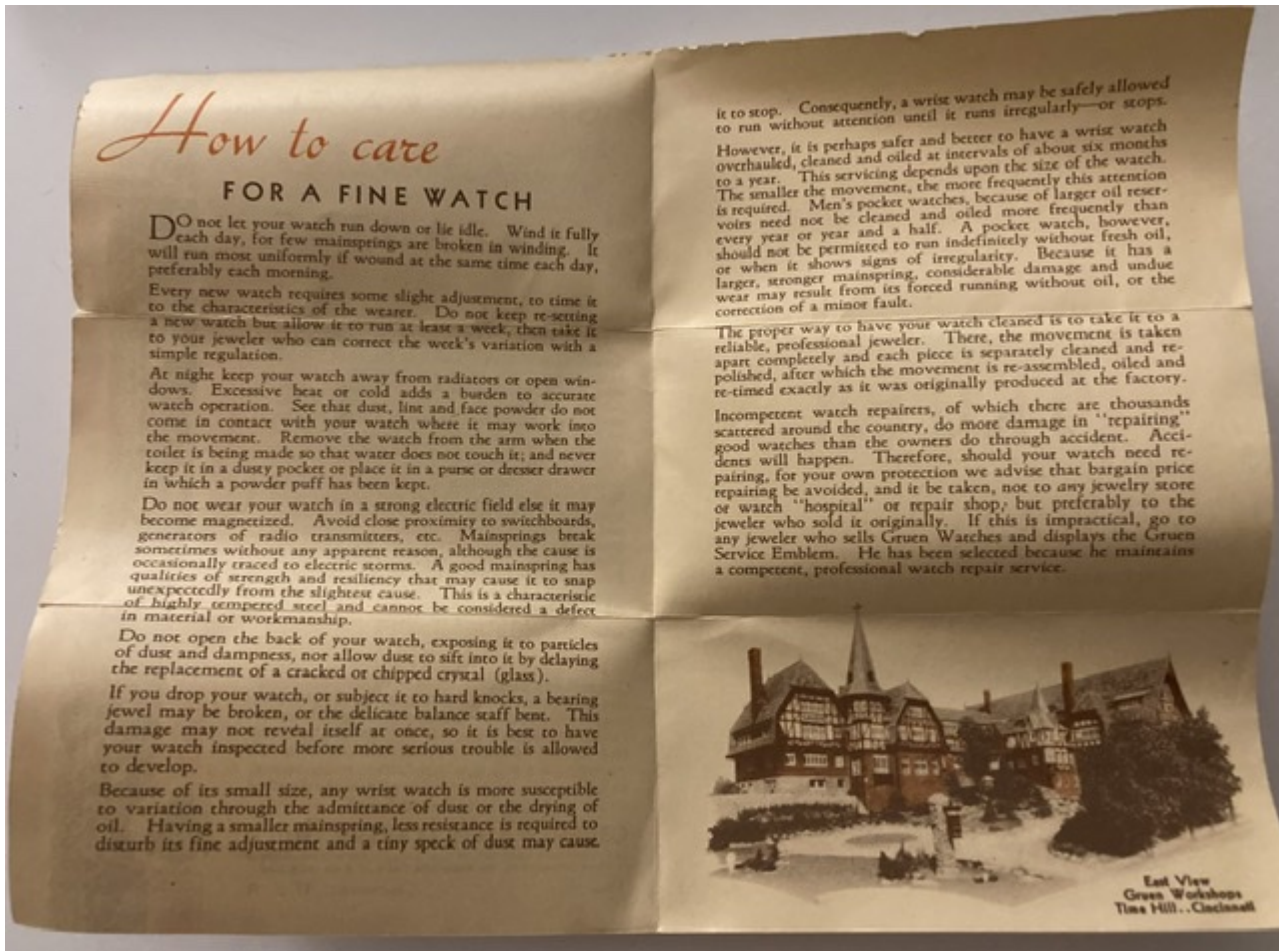 How to care
FOR A FINE WATCH
DO not let your watch run down or lie idle. Wind it fully
each day, for few mainsprings are broken in winding. It
will run most uniformly if wound at the same time each day,
preferably each morning.
Every new watch requires some slight adjustment, to time it
to the characteristics of the wearer. Do not keep re-setting
a new watch but allow it to run at least a week, then take it
to your jeweler who can correct the week's variation with a
simple regulation.
At night keep your watch away from radiators or open win-
dows. Excessive heat or cold adds a burden to accurate
watch operation. See that dust, lint and face powder do not
come in contact with your watch where it may work into
the movement. Remove the watch from the arm when the
toilet is being made so that water does not touch it; and never
keep it in a dusty pocket or place it in a purse or dresser drawer
in which a powder puff has been kept.
Do not wear your watch in a strong electric field else it may
become magnetized. Avoid close proximity to switchboards,
generators of radio transmitters, etc. Mainsprings break
sometimes without any apparent reason, although the cause is
occasionally traced to electric storms. A good mainspring has
qualities of strength and resiliency that may cause it to snap
unexpectedly from the slightest cause. This is a characteristic
of highly tempered steel and cannot be considered a defect
in material or workmanship.
Do not open the back of your watch, exposing it to particles
of dust and dampness, nor allow dust to sift into it by delaying
the replacement of a cracked or chipped crystal (glass).
If you drop your watch, or subject it to hard knocks, a bearing
jewel may be broken, or the delicate balance staff bent. This
damage may not reveal itself at once, so it is best to have
your watch inspected before more serious trouble is allowed
to develop.
Because of its small size, any wrist watch is more susceptible
to variation through the admittance of dust or the drying of
oil. Having a smaller mainspring, less resistance is required to
disturb its fine adjustment and a tiny speck of dust may cause
it to stop. Consequently, a wrist watch may be safely allowed
to run without attention until it runs irregularly—or stops.
However, it is perhaps safer and better to have a wrist watch
overhauled, cleaned and oiled at intervals of about six months
to a year. This servicing depends upon the size of the watch.
The smaller the movement, the more frequently this attention
is required. Men's pocket watches, because of larger oil reser-
voirs need not be cleaned and oiled more frequently than
every year or year and a half. A pocket watch, however,
should not be permitted to run indefinitely without fresh oil,
or when it shows signs of irregularity. Because it has a
larger, stronger mainspring, considerable damage and undue
wear may result from its forced running without oil, or the
correction of a minor fault.
The proper way to have your watch cleaned is to take it to a
reliable, professional jeweler. There, the movement is taken
apart completely and each piece is separately cleaned and re-
polished, after which the movement is re-assembled, oiled and
re-timed exactly as it was originally produced at the factory.
Incompetent watch repairers, of which there are thousands
scattered around the country, do more damage in "repairing"
good watches than the owners do through accident. Acci-
dents will happen. Therefore, should your watch need re-
pairing, for your own protection we advise that bargain price
repairing be avoided, and it be taken, not to any jewelry store
or watch "hospital" or repair shop, but preferably to the
jeweler who sold it originally. If this is impractical, go to
any jeweler who sells Gruen Watches and displays the Gruen
Service Emblem. He has been selected because he maintains
a competent, professional watch repair service.
East View
Gruen Workshops
Time Hill..Cincinnati